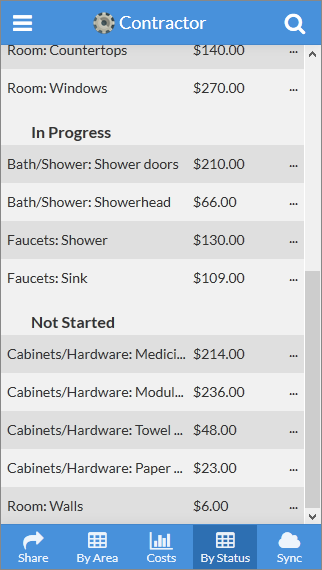 Contractor
Room: Countertops $140.00 ...
Room: Windows $270.00 ...
In Progress
Bath/Shower: Shower doors $210.00 ...
Bath/Shower: Showerhead $66.00 ...
Faucets: Shower $130.00 ...
Faucets: Sink $109.00 ...
Not Started
Cabinets/Hardware: Medici... $214.00 ...
Cabinets/Hardware: Modul... $236.00 ...
Cabinets/Hardware: Towel ... $48.00 ...
Cabinets/Hardware: Paper ... $23.00 ...
Room: Walls $6.00 ...
Share By Area Costs By Status Sync